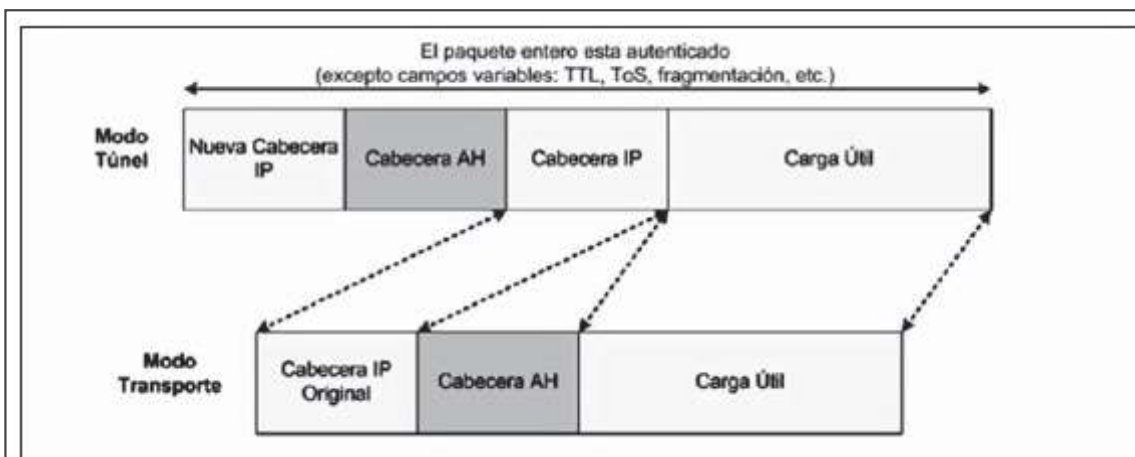 El paquete entero esta autenticado
(excepto campos variables: TTL, ToS, fragmentación, etc.)
Modo
Túnel
Nueva Cabecera
IP
Cabecera AH
Cabecera IP
Carga Útil
Modo
Transporte
Cabecera IP
Original
Cabecera AH
Carga Útil